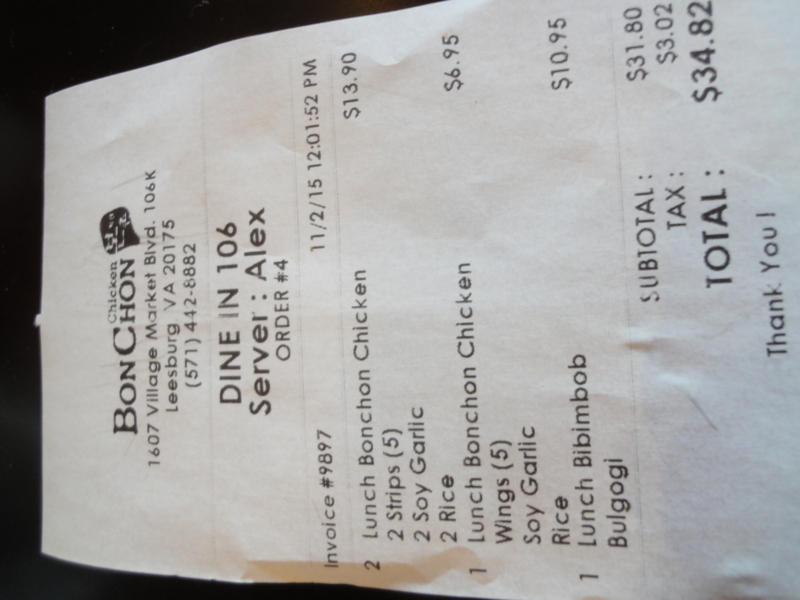 Chicken
BONCHON
1607 Village Market Blvd. 106K
Leesburg VA 20175
(571) 442-8882
DINE IN 106
Server : Alex
ORDER #4
Invoice #9897 11/2/15 12:01:52 PM
2 Lunch Bonchon Chicken $13.90
2 Strips (5)
2 Soy Garlic
2 Rice
1 Lunch Bonchon Chicken $6.95
Wings (5)
Soy Garlic
Rice
1 Lunch Bibimbob $10.95
Bulgogi
SUBTOTAL : $31.80
TAX : $3.02
TOTAL : $34.82
Thank You!